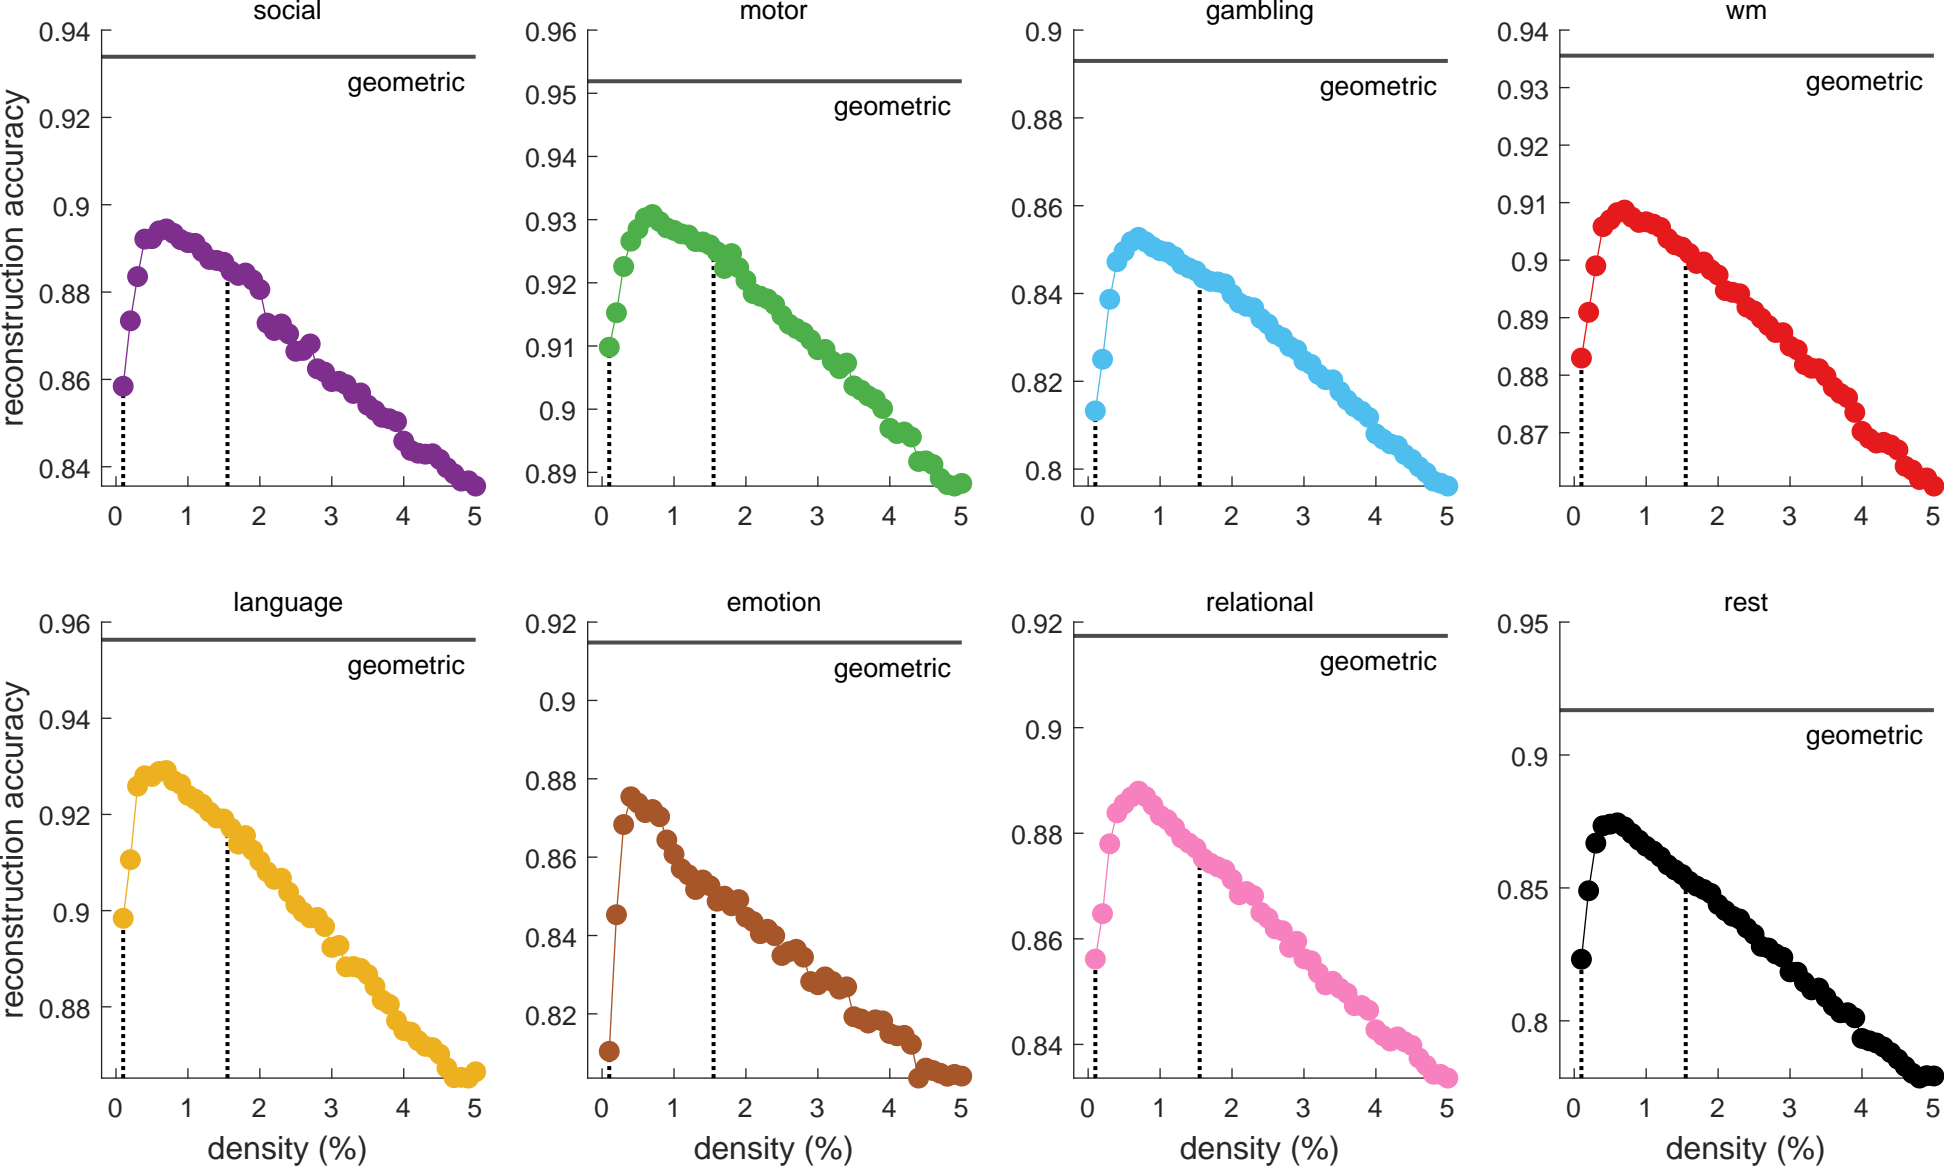 social
motor
gambling
wm
reconstruction accuracy
0.94
0.92
0.9
0.88
0.86
0.84
geometric
0 1 2 3 4 5
0.96
0.95
0.94
0.93
0.92
0.91
0.9
0.89
geometric
0 1 2 3 4 5
0.9
0.88
0.86
0.84
0.82
0.8
geometric
0 1 2 3 4 5
0.94
0.93
0.92
0.91
0.9
0.89
0.88
0.87
geometric
0 1 2 3 4 5
language
emotion
relational
rest
reconstruction accuracy
0.96
0.94
0.92
0.9
0.88
geometric
0 1 2 3 4 5
density (%)
0.92
0.9
0.88
0.86
0.84
0.82
geometric
0 1 2 3 4 5
density (%)
0.92
0.9
0.88
0.86
0.84
geometric
0 1 2 3 4 5
density (%)
0.95
0.9
0.85
0.8
geometric
0 1 2 3 4 5
density (%)